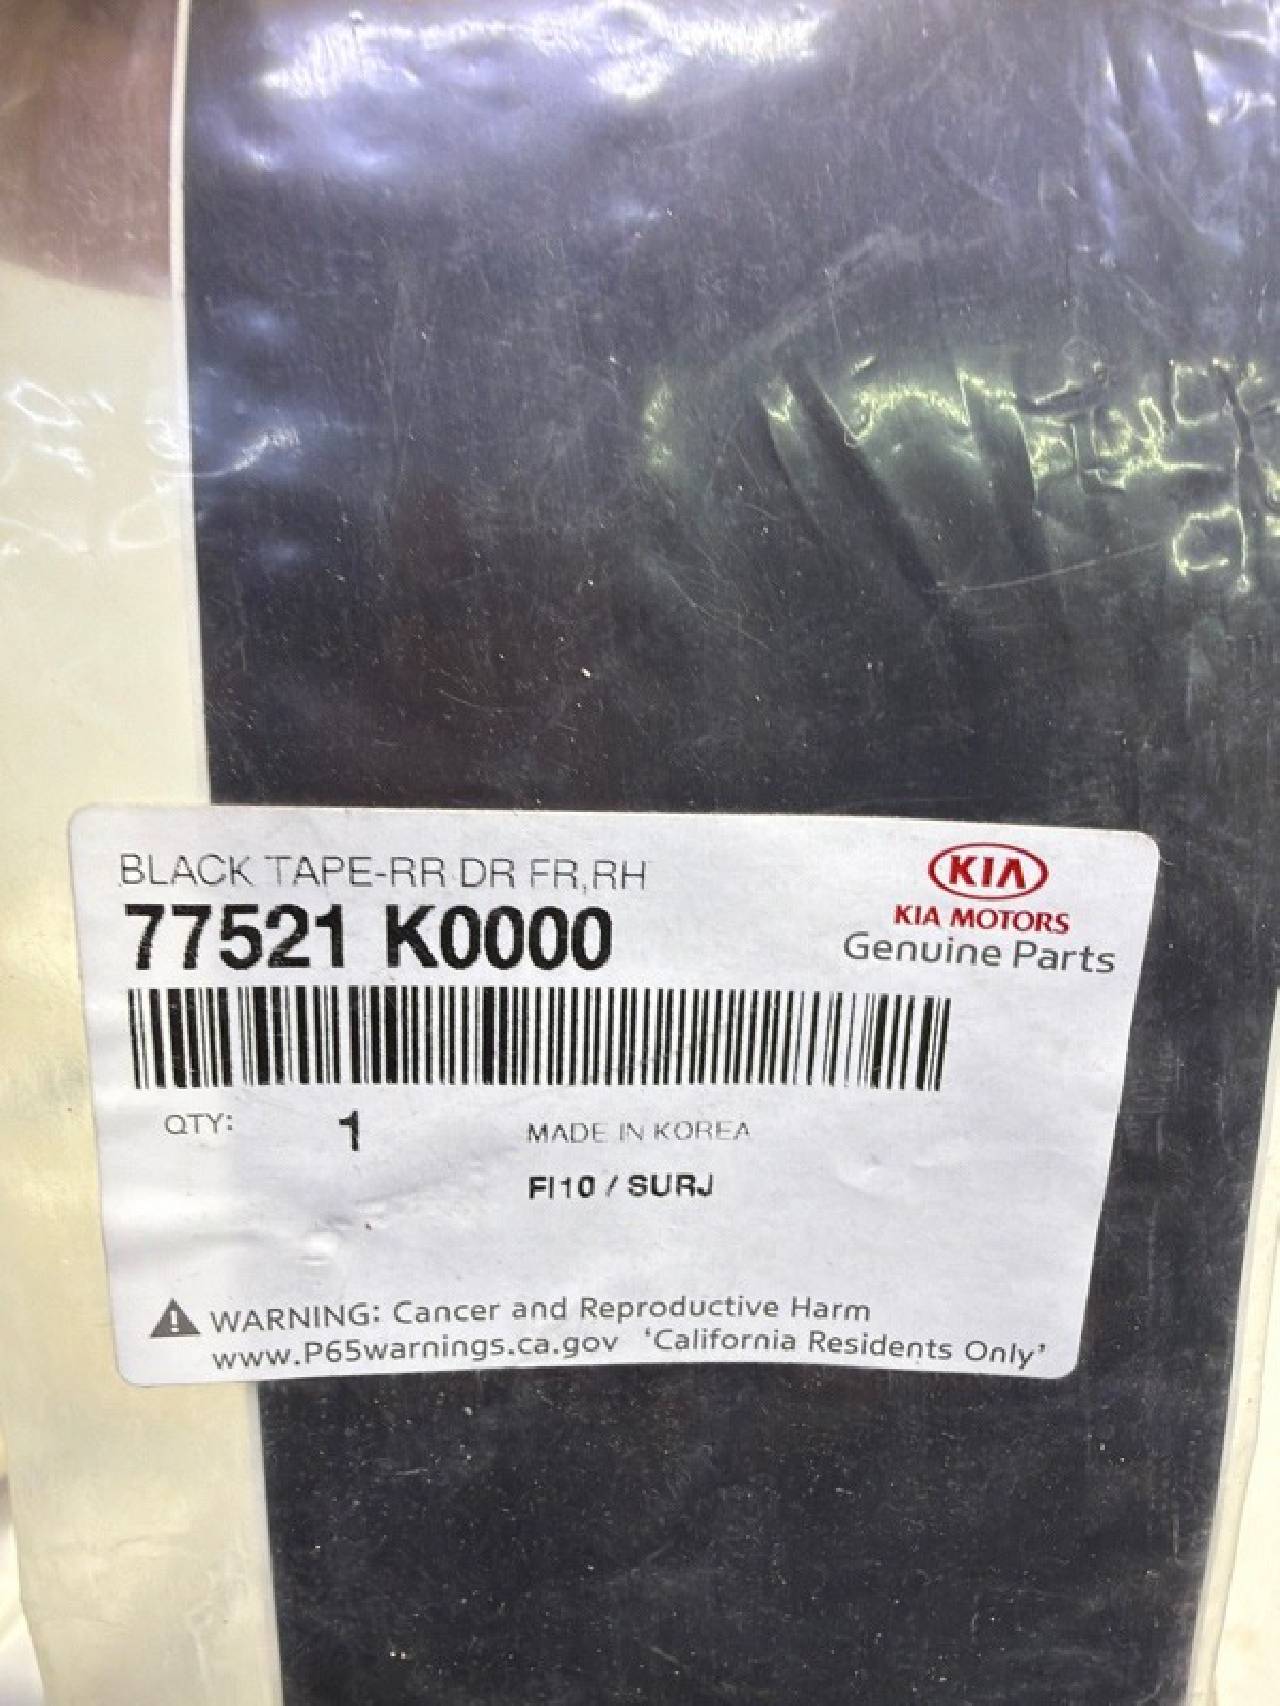 BLACK TAPE-RR DR FR,RH
77521 K0000
KIA
KIA MOTORS
Genuine Parts
QTY: 1 MADE IN KOREA
FI10 / SURJ
WARNING: Cancer and Reproductive Harm
www.P65warnings.ca.gov 'California Residents Only'